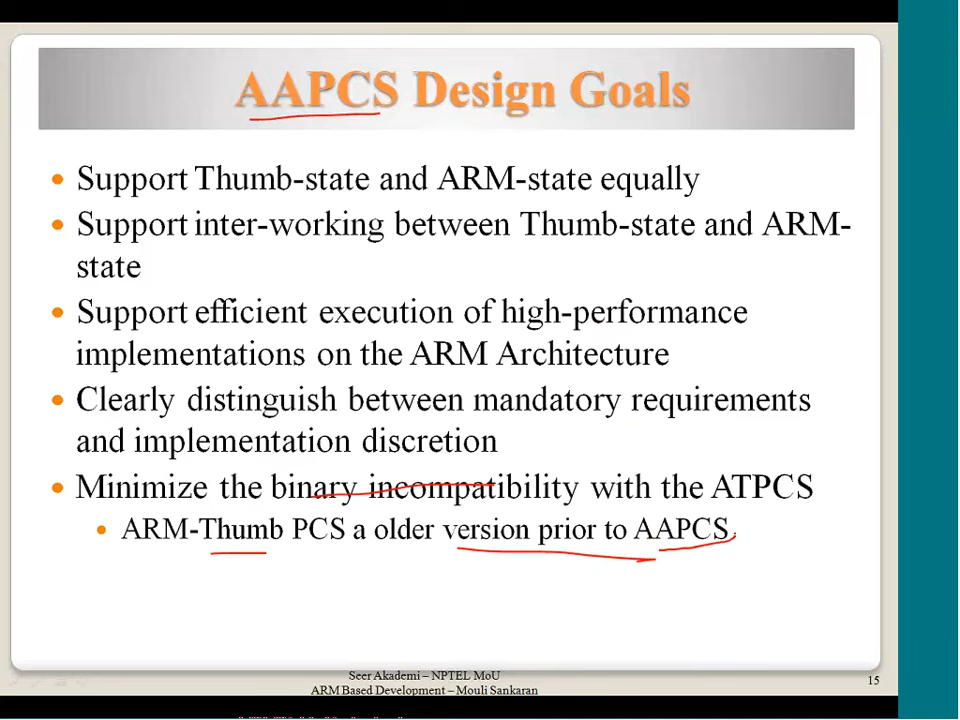 AAPCS Design Goals
• Support Thumb-state and ARM-state equally
• Support inter-working between Thumb-state and ARM-
state
• Support efficient execution of high-performance
implementations on the ARM Architecture
• Clearly distinguish between mandatory requirements
and implementation discretion
• Minimize the binary incompatibility with the ATPCS
• ARM-Thumb PCS a older version prior to AAPCS.
Seer Akademi – NPTEL MoU
ARM Based Development – Mouli Sankaran
15